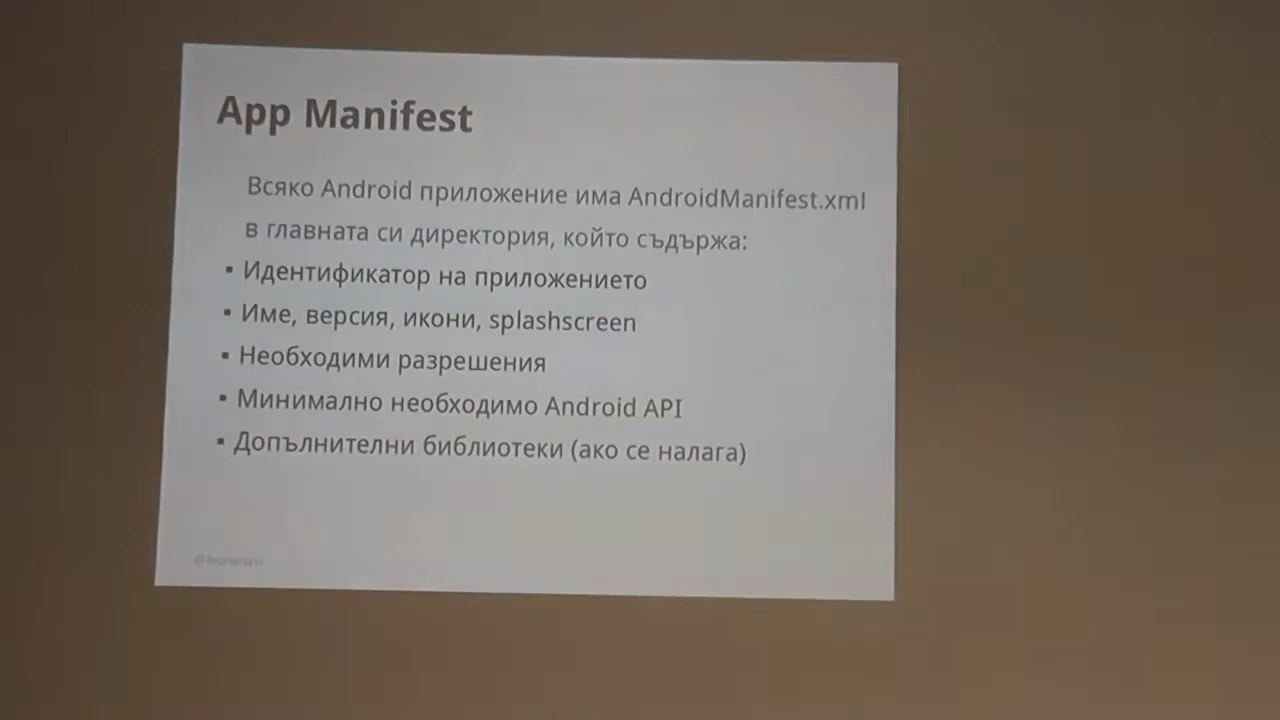 App Manifest
Всяко Android приложение има AndroidManifest.xml
в главната си директория, който съдържа:
▪ Идентификатор на приложението
▪ Име, версия, икони, splashscreen
▪ Необходими разрешения
▪ Минимално необходимо Android API
▪ Допълнителни библиотеки (ако се налага)